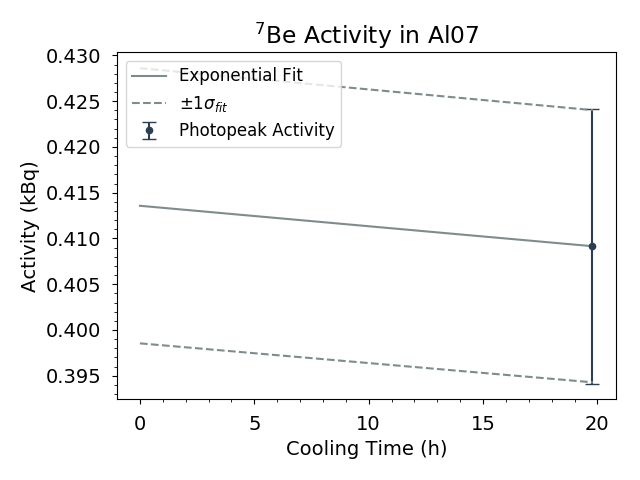 ⁷Be Activity in Al07
Exponential Fit
±1σ_fit
Photopeak Activity
Activity (kBq)
0.430
0.425
0.420
0.415
0.410
0.405
0.400
0.395
0 5 10 15 20
Cooling Time (h)